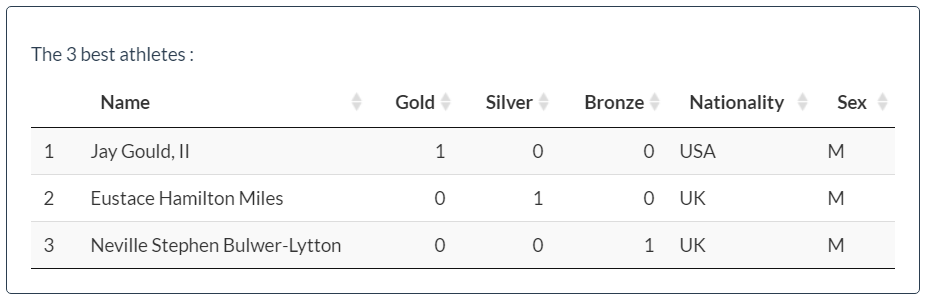 The 3 best athletes :
Name Gold Silver Bronze Nationality Sex
1 Jay Gould, II 1 0 0 USA M
2 Eustace Hamilton Miles 0 1 0 UK M
3 Neville Stephen Bulwer-Lytton 0 0 1 UK M